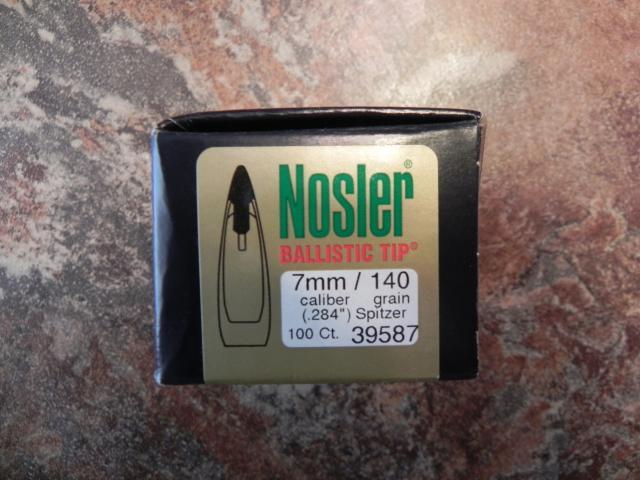 Nosler®
BALLISTIC TIP®
7mm / 140
caliber grain
(.284") Spitzer
100 Ct. 39587